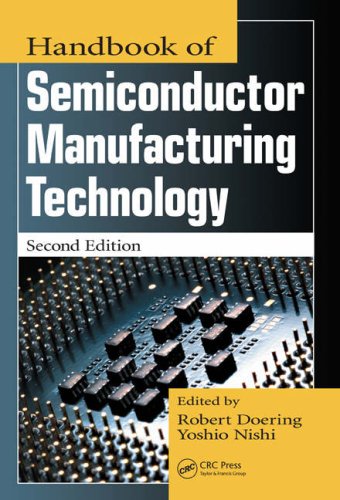 Handbook of
Semiconductor
Manufacturing
Technology
Second Edition
Edited by
Robert Doering
Yoshio Nishi
CRC Press
Taylor & Francis Group